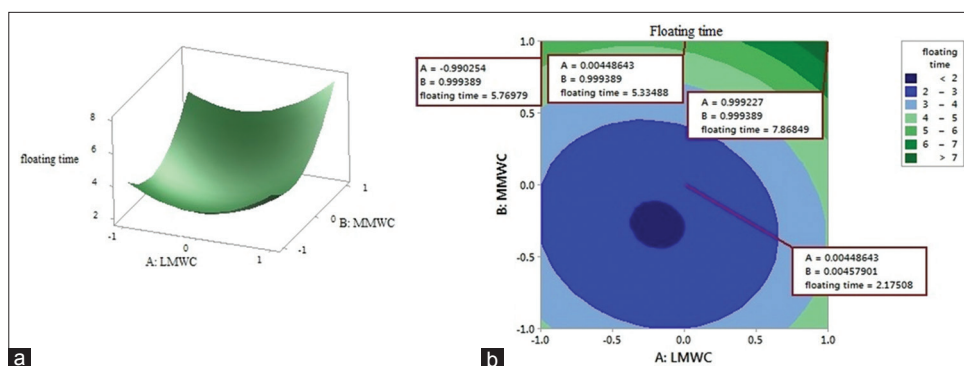 8
6
4
2
floating time
-1
0
1
A: LMWC
-1
0
1
B: MMWC
a
Floating time
1.0
0.5
0.0
-0.5
-1.0
B: MMWC
-1.0
-0.5
0.0
0.5
1.0
A: LMWC
A = -0.990254
B = 0.999389
floating time = 5.76979
A = 0.00448643
B = 0.999389
floating time = 5.33488
A = 0.999227
B = 0.999389
floating time = 7.86849
A = 0.00448643
B = 0.00457901
floating time = 2.17508
floating
time
< 2
2 – 3
3 – 4
4 – 5
5 – 6
6 – 7
> 7
b